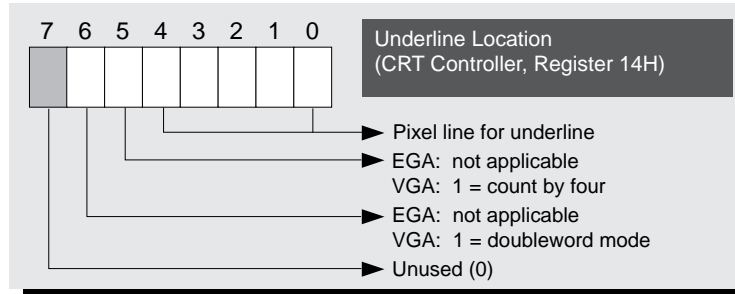 7 6 5 4 3 2 1 0
Underline Location
(CRT Controller, Register 14H)
Pixel line for underline
EGA: not applicable
VGA: 1 = count by four
EGA: not applicable
VGA: 1 = doubleword mode
Unused (0)